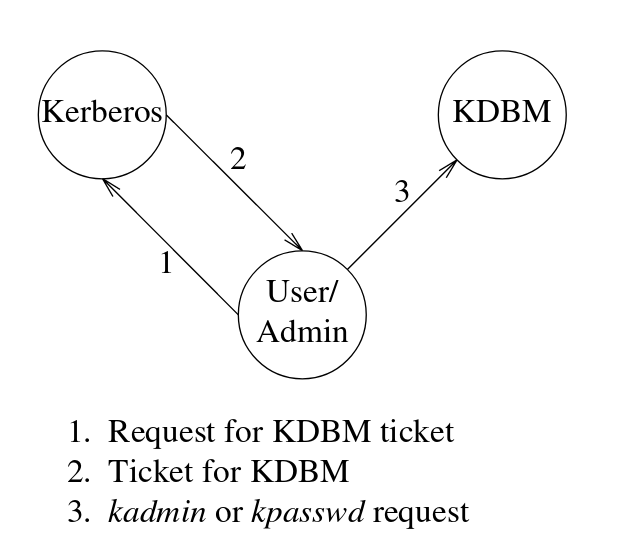 Kerberos
KDBM
2
3
1
User/
Admin
1. Request for KDBM ticket
2. Ticket for KDBM
3. kadmin or kpasswd request